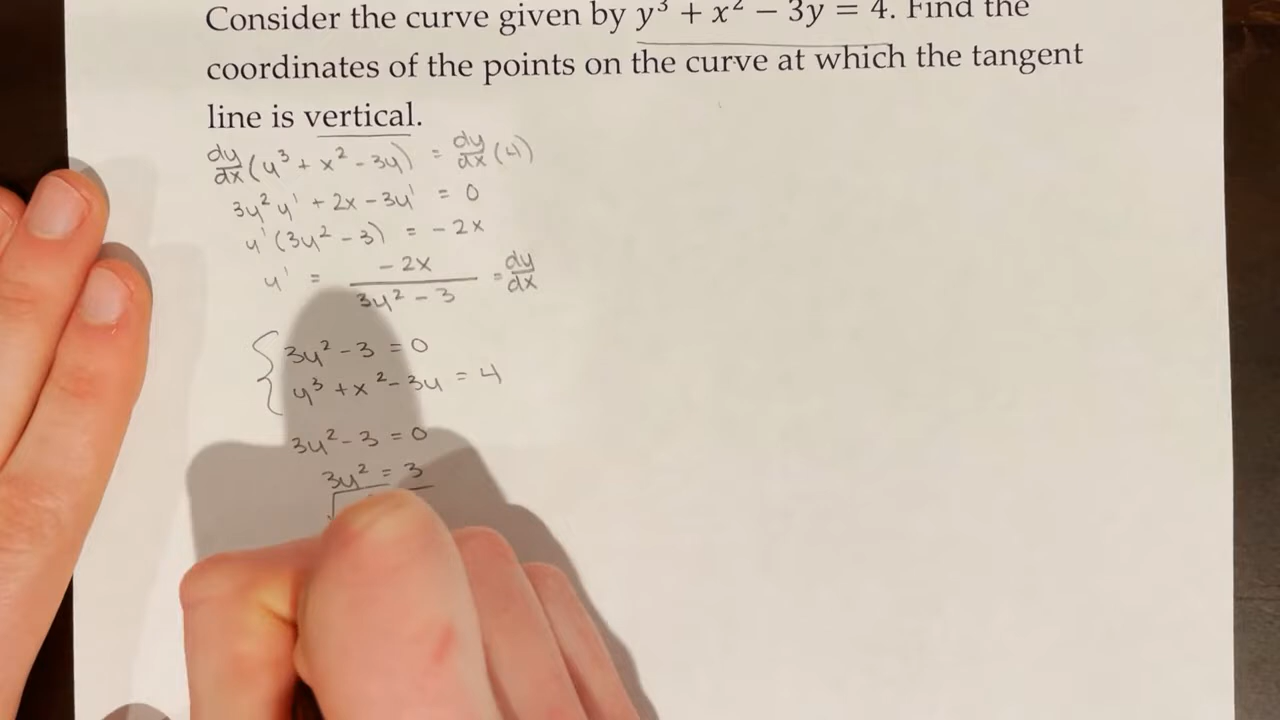 Consider the curve given by y³ + x² − 3y = 4. Find the
coordinates of the points on the curve at which the tangent
line is vertical.
dy/dx (y³ + x² - 3y) = dy/dx (4)
3y² y' + 2x - 3y' = 0
y' (3y² - 3) = -2x
y' = -2x / 3y² - 3 = dy/dx
3y² - 3 = 0
y³ + x² - 3y = 4
3y² - 3 = 0
3y² = 3